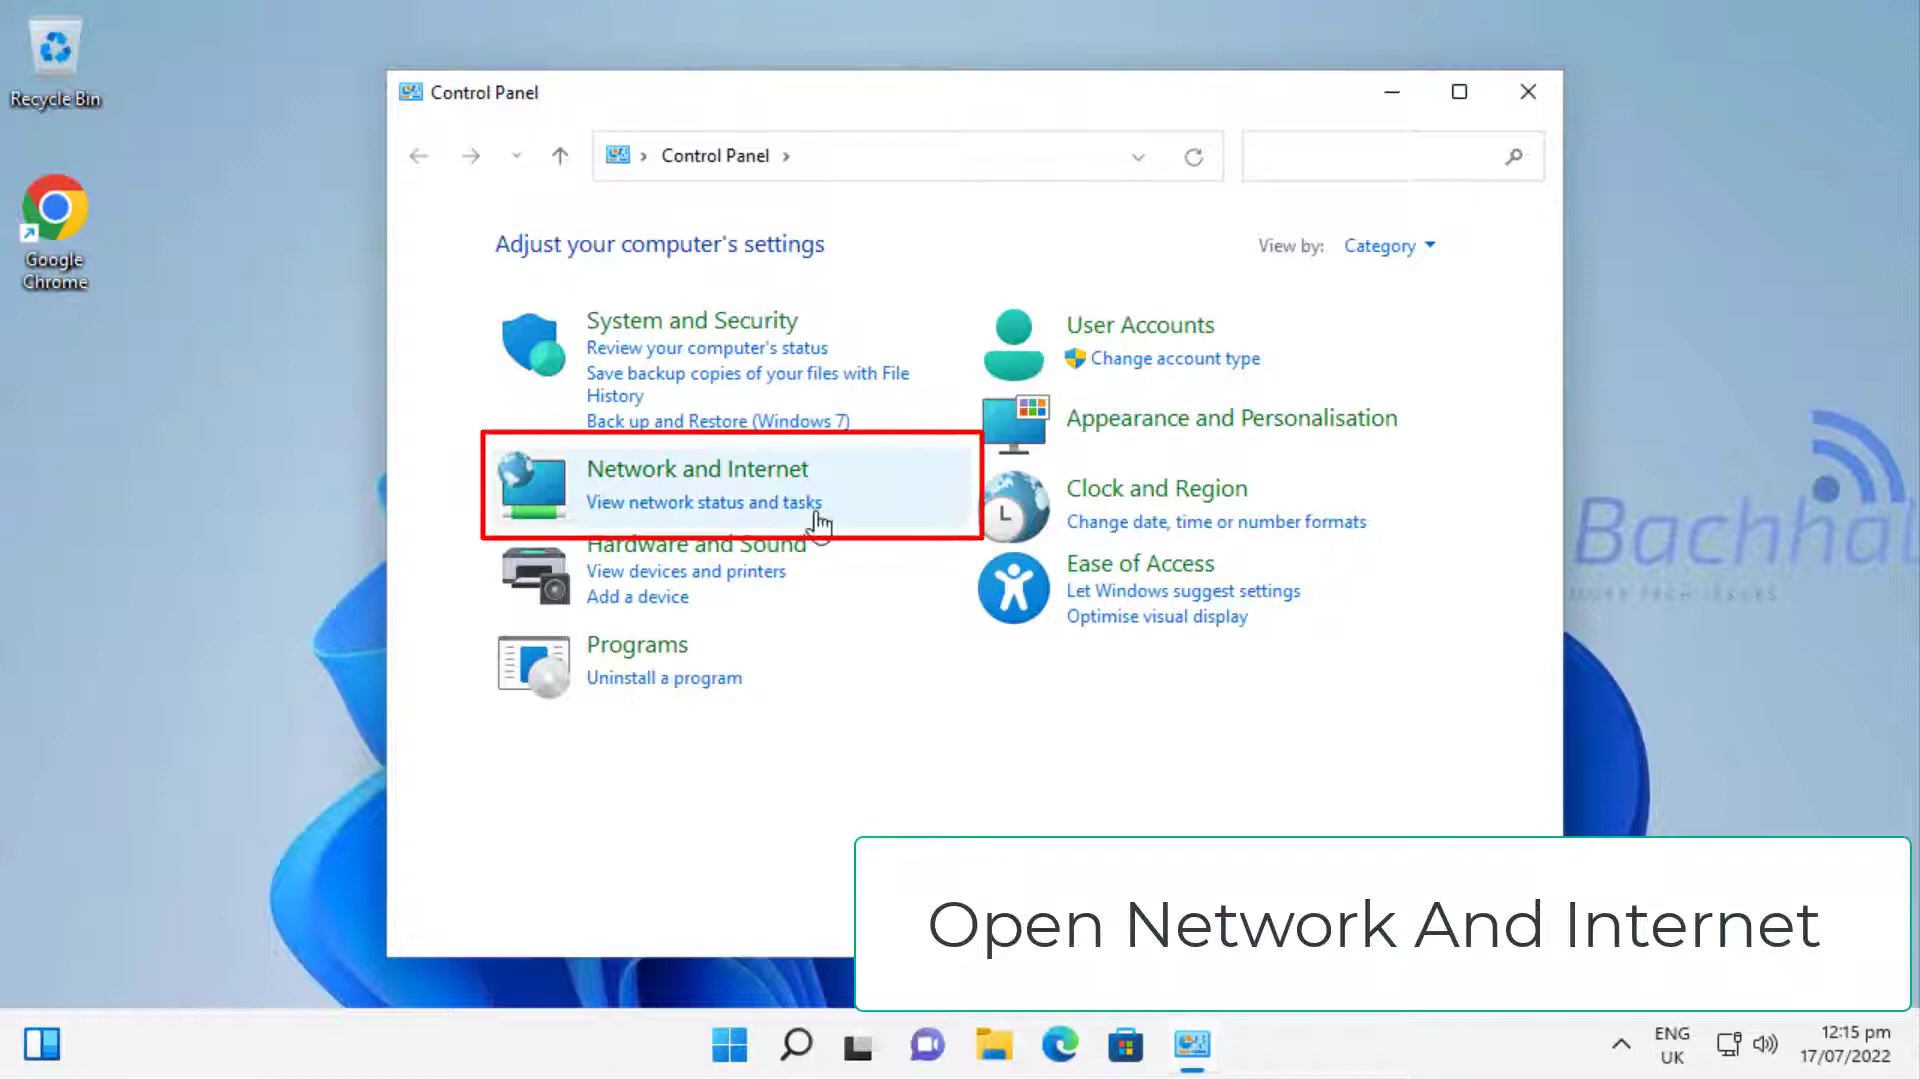 Recycle Bin
Google
Chrome
Control Panel
Control Panel
Adjust your computer's settings
View by:
Category
System and Security
Review your computer's status
Save backup copies of your files with File
History
Back up and Restore (Windows 7)
Network and Internet
View network status and tasks
Hardware and Sound
View devices and printers
Add a device
Programs
Uninstall a program
User Accounts
Change account type
Appearance and Personalisation
Clock and Region
Change date, time or number formats
Ease of Access
Let Windows suggest settings
Optimise visual display
Bachhal
TECH ISSUES
Open Network And Internet
ENG
UK
12:15 pm
17/07/2022